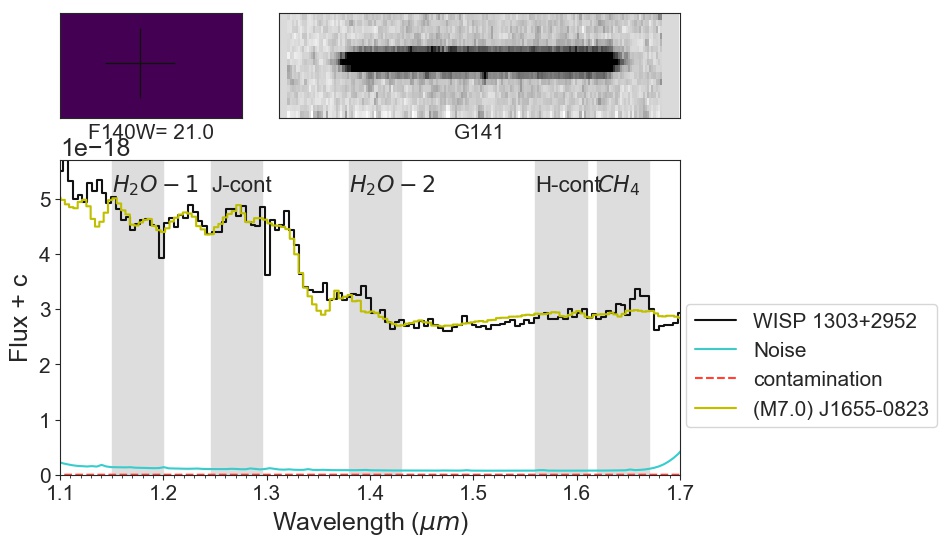 F140W= 21.0
G141
1e−18
H₂O − 1 J-cont H₂O − 2 H-cont CH₄
5
4
3
2
1
0
Flux + c
1.1 1.2 1.3 1.4 1.5 1.6 1.7
Wavelength (μm)
WISP 1303+2952
Noise
contamination
(M7.0) J1655-0823